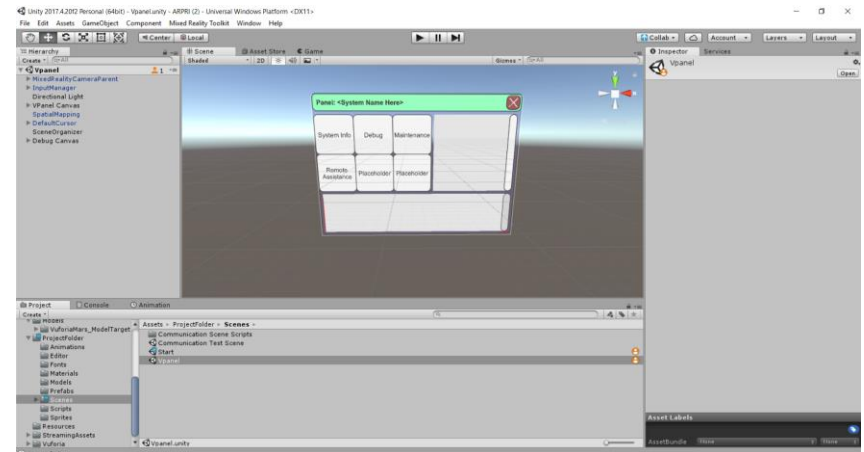 Unity 2017.4.20f2 Personal (64bit) - Vpanel.unity - ARPRI (2) - Universal Windows Platform <DX11>
File Edit Assets GameObject Component Mixed Reality Toolkit Window Help
Center Local Collab Account Layers Layout
Hierarchy Scene Asset Store Game Inspector Services
Create All Shaded 2D Gizmos All Vpanel
Vpanel 1 Open
MixedRealityCameraParent
InputManager
Directional Light
VPanel Canvas
SpatialMapping
DefaultCursor
SceneOrganizer
Debug Canvas
Panel: <System Name Here>
System Info Debug Maintenance
Remote Assistance Placeholder Placeholder
Project Console Animation
Create
Models
VuforiaMars_ModelTarget
ProjectFolder
Animations
Editor
Fonts
Materials
Models
Prefabs
Scenes
Scripts
Sprites
Resources
StreamingAssets
Vuforia
Assets ProjectFolder Scenes
Communication Scene Scripts
Communication Test Scene
Start
Vpanel
Vpanel.unity
Asset Labels
AssetBundle None None